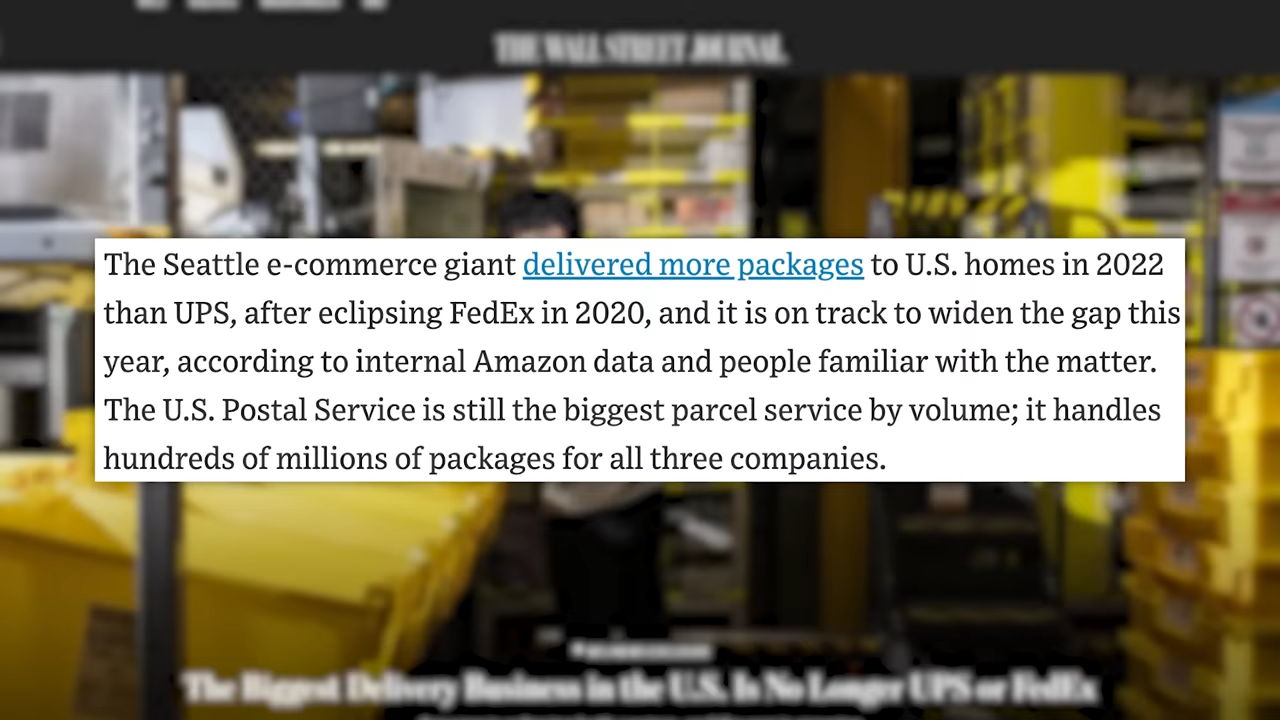 THE WALL STREET JOURNAL.
The Seattle e-commerce giant delivered more packages to U.S. homes in 2022
than UPS, after eclipsing FedEx in 2020, and it is on track to widen the gap this
year, according to internal Amazon data and people familiar with the matter.
The U.S. Postal Service is still the biggest parcel service by volume; it handles
hundreds of millions of packages for all three companies.
The Biggest Delivery Business in the U.S. Is No Longer UPS or FedEx